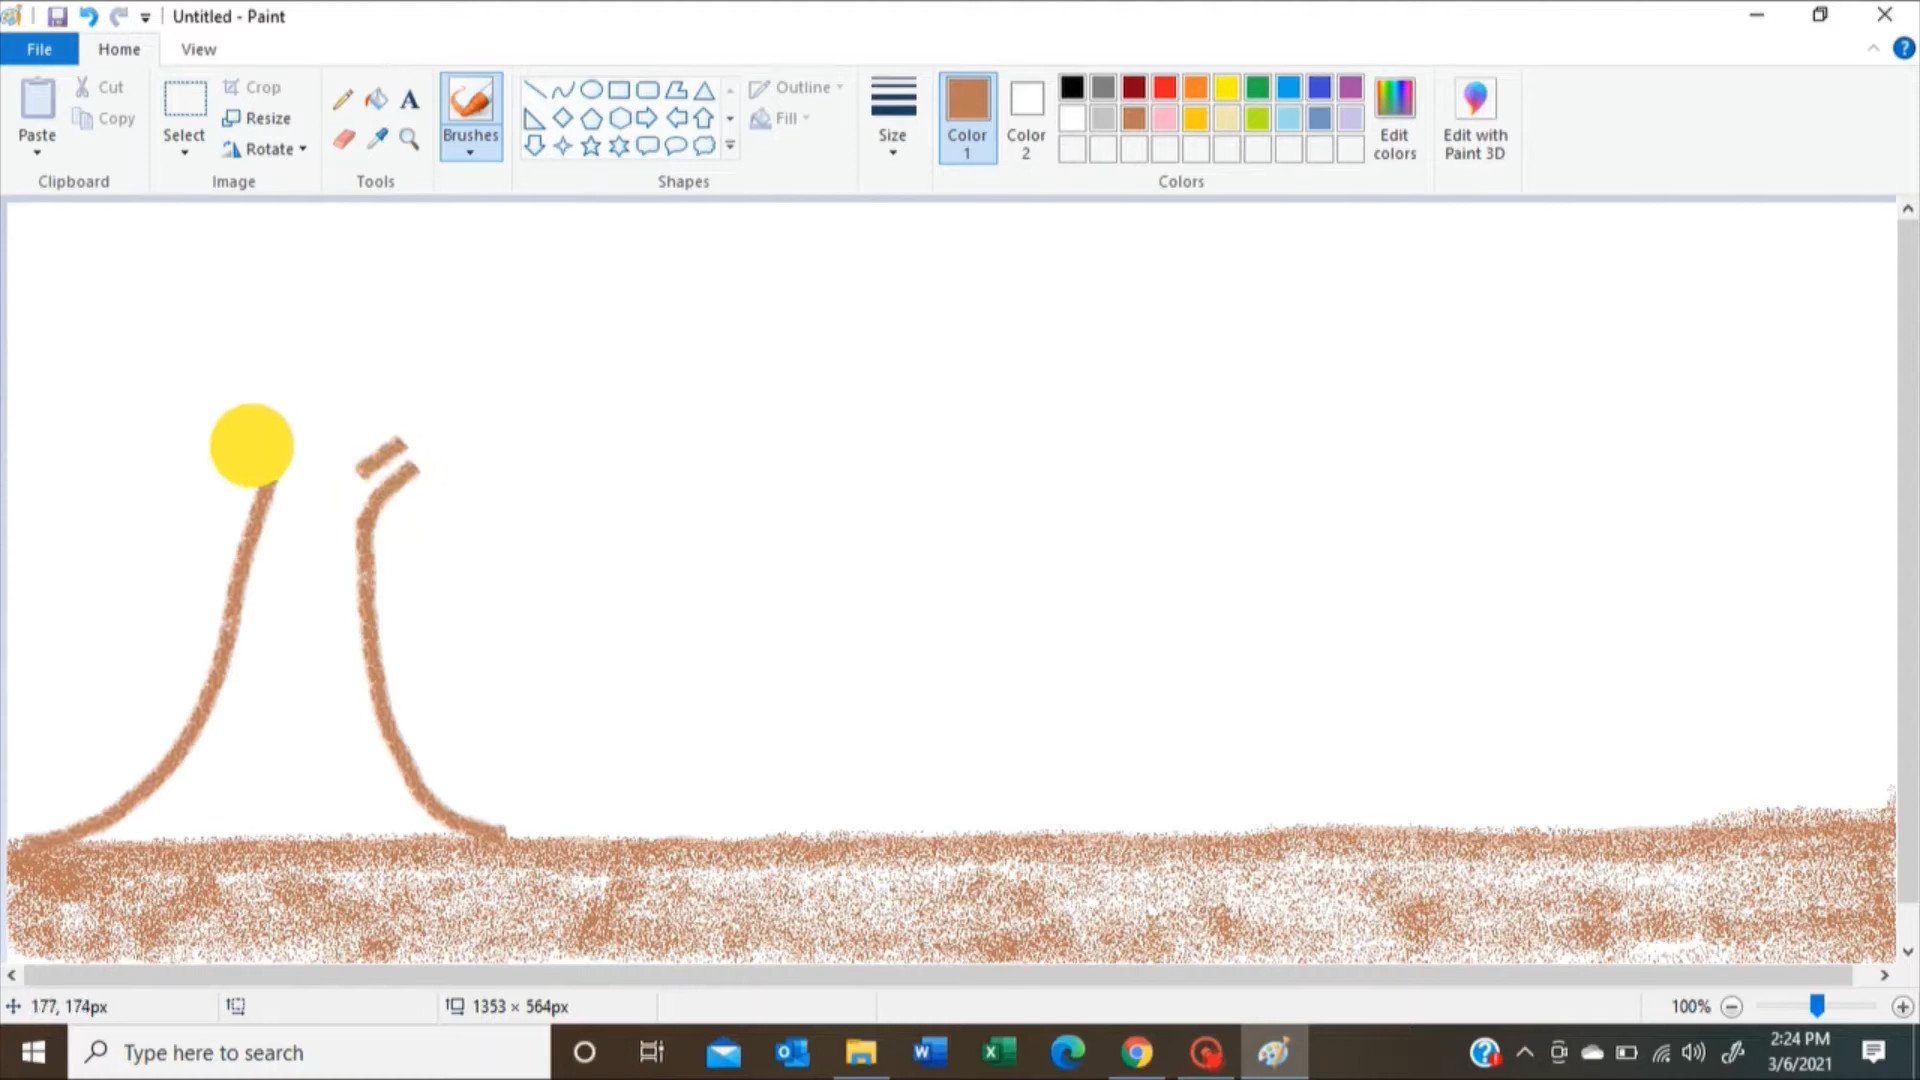 Untitled - Paint
File Home View
Paste
Cut
Copy
Clipboard
Select
Crop
Resize
Rotate
Image
A
Tools
Brushes
Shapes
Outline
Fill
Size
Color 1
Color 2
Colors
Edit colors
Edit with Paint 3D
?
177, 174px
1353 × 564px
100%
Type here to search
2:24 PM
3/6/2021